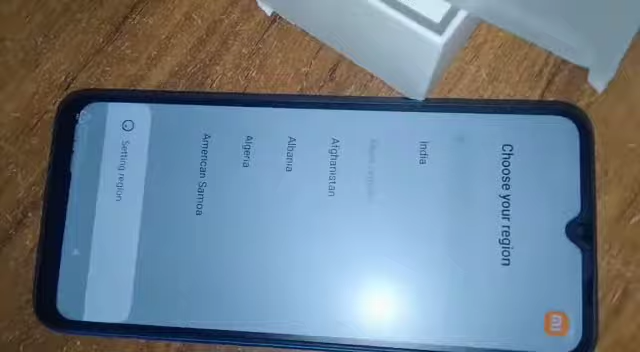 Choose your region
India
Afghanistan
Albania
Algeria
American Samoa
Setting region